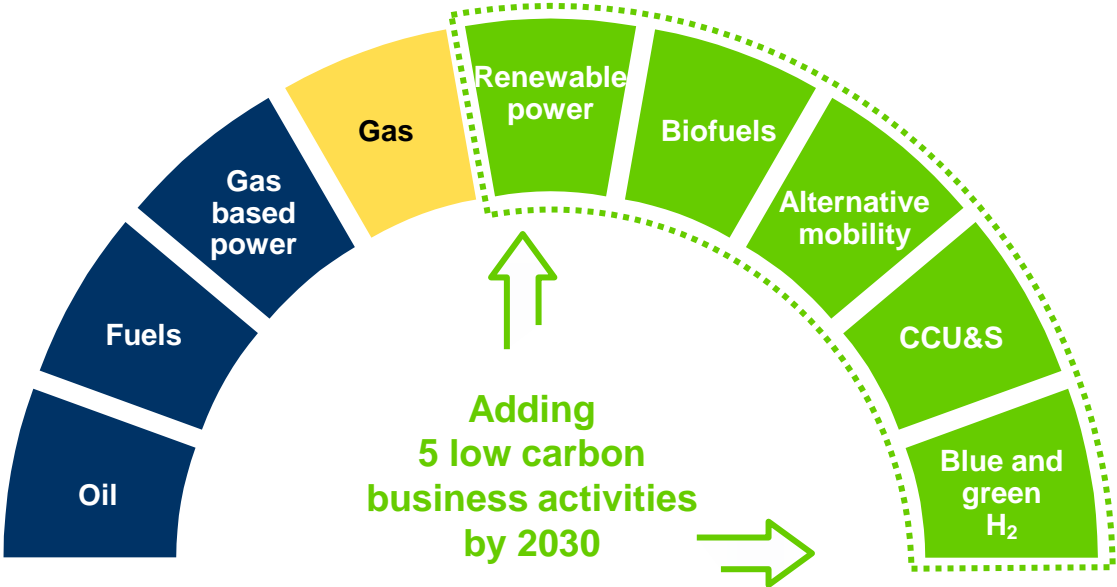 Oil
Fuels
Gas
based
power
Gas
Renewable
power
Biofuels
Alternative
mobility
CCU&S
Blue and
green
H₂
Adding
5 low carbon
business activities
by 2030